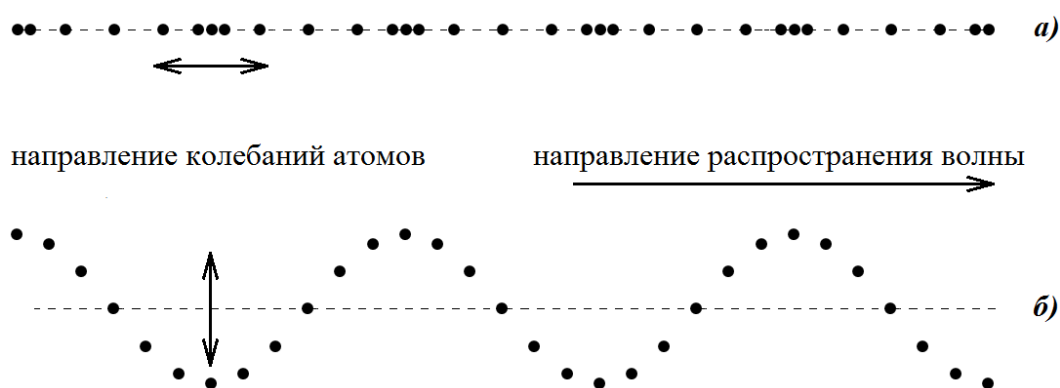 а)
направление колебаний атомов направление распространения волны
б)